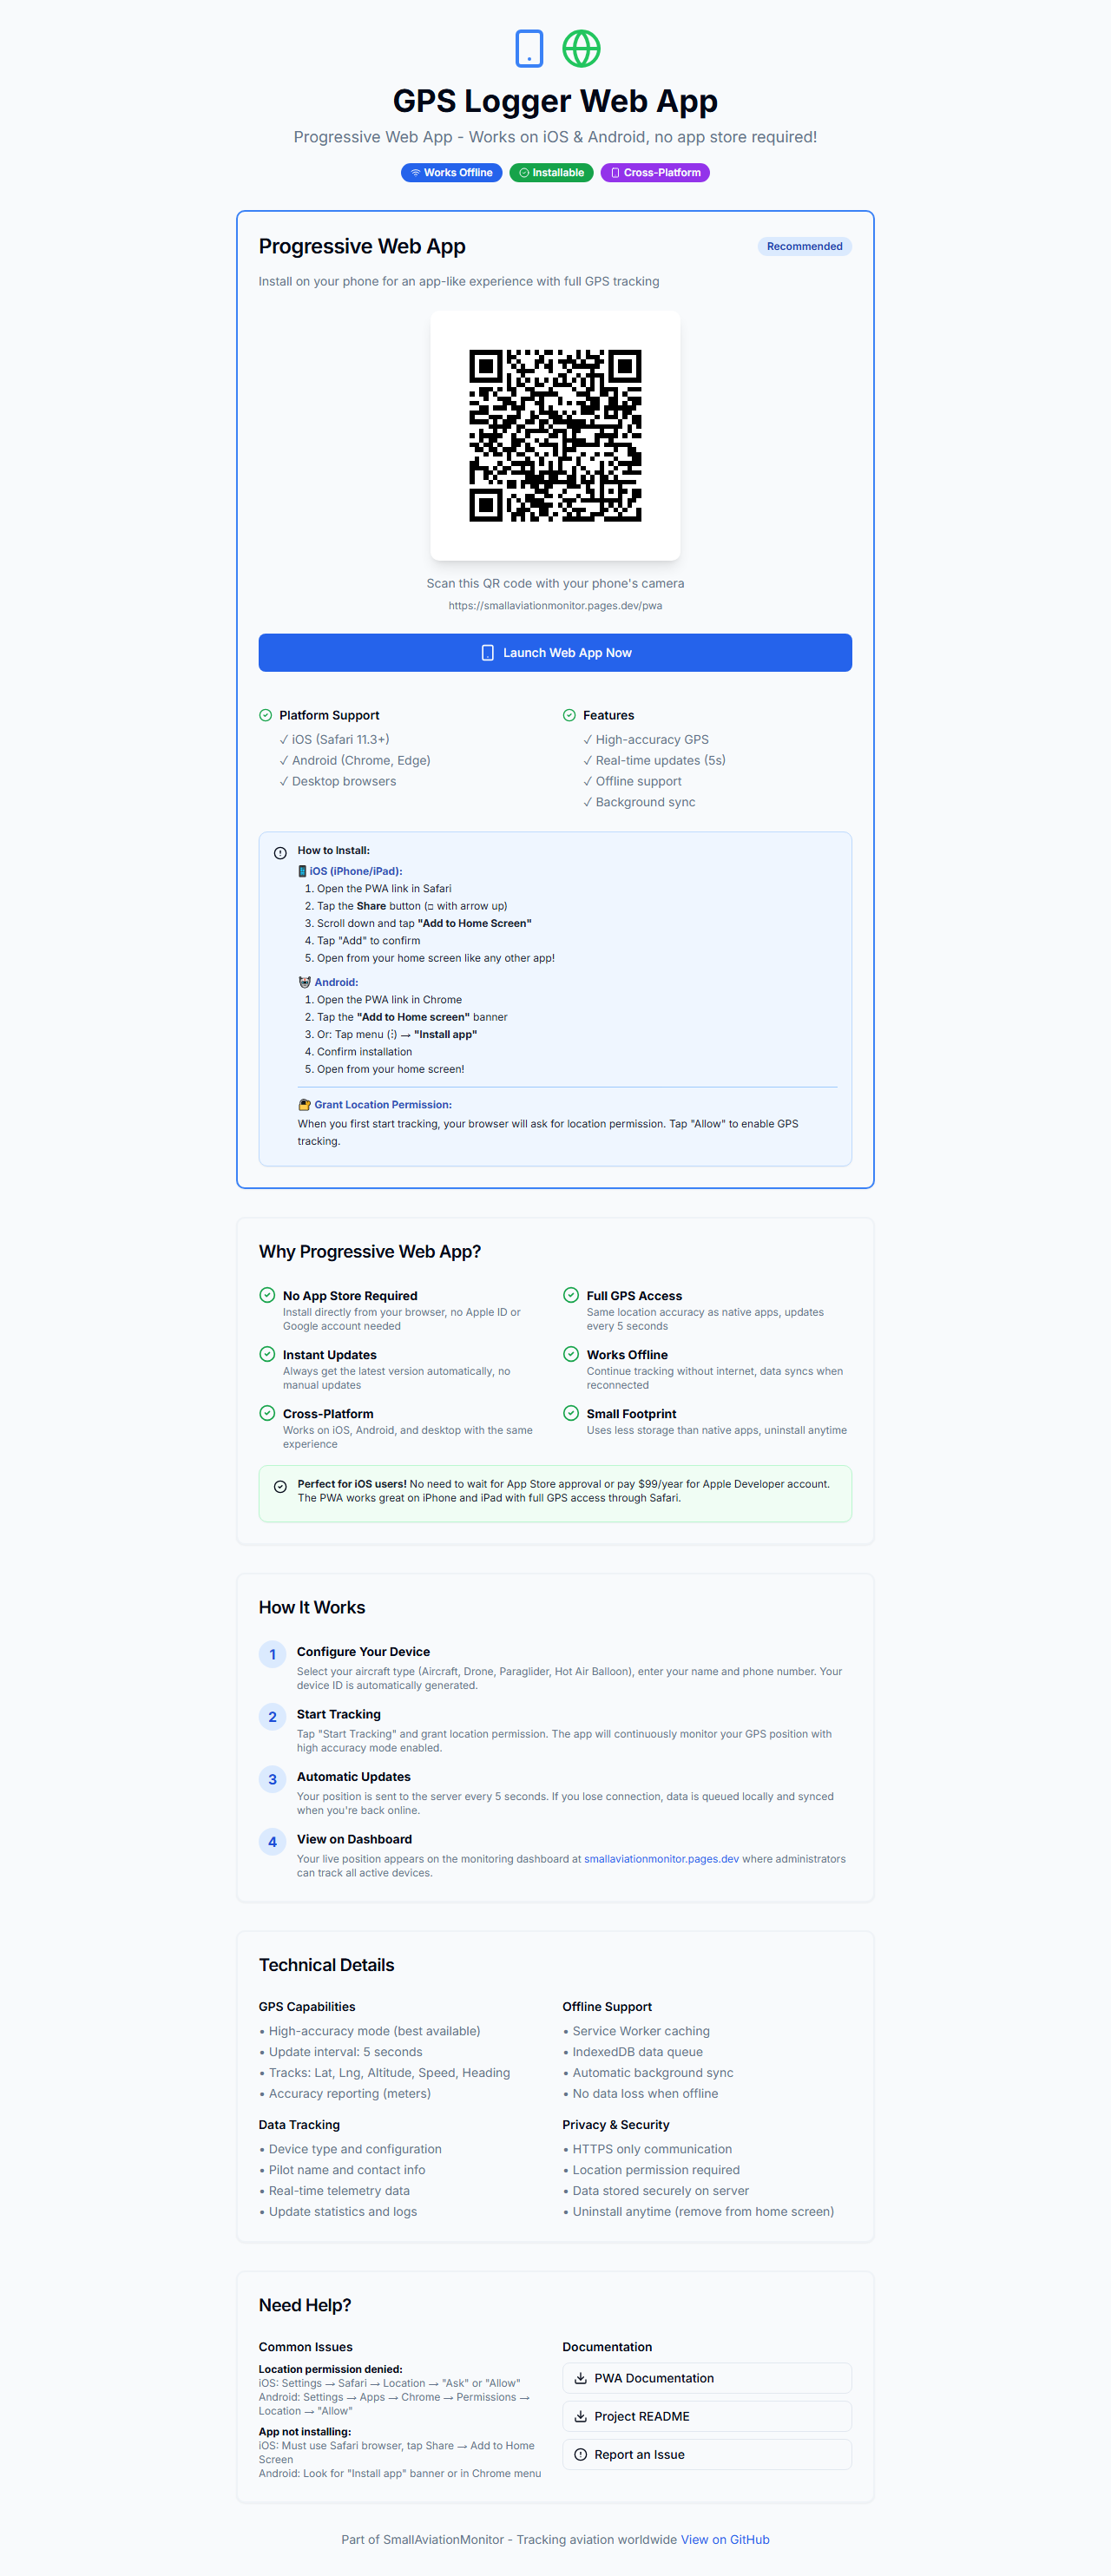 GPS Logger Web App
Progressive Web App - Works on iOS & Android, no app store required!
Works Offline
Installable
Cross-Platform
Progressive Web App
Recommended
Install on your phone for an app-like experience with full GPS tracking
Scan this QR code with your phone's camera
https://smallaviationmonitor.pages.dev/pwa
Launch Web App Now
Platform Support
✓ iOS (Safari 11.3+)
✓ Android (Chrome, Edge)
✓ Desktop browsers
Features
✓ High-accuracy GPS
✓ Real-time updates (5s)
✓ Offline support
✓ Background sync
How to Install:
📱 iOS (iPhone/iPad):
1. Open the PWA link in Safari
2. Tap the Share button (□ with arrow up)
3. Scroll down and tap "Add to Home Screen"
4. Tap "Add" to confirm
5. Open from your home screen like any other app!
🤖 Android:
1. Open the PWA link in Chrome
2. Tap the "Add to Home screen" banner
3. Or: Tap menu (⋮) → "Install app"
4. Confirm installation
5. Open from your home screen!
🔐 Grant Location Permission:
When you first start tracking, your browser will ask for location permission. Tap "Allow" to enable GPS
tracking.
Why Progressive Web App?
No App Store Required
Install directly from your browser, no Apple ID or
Google account needed
Full GPS Access
Same location accuracy as native apps, updates
every 5 seconds
Instant Updates
Always get the latest version automatically, no
manual updates
Works Offline
Continue tracking without internet, data syncs when
reconnected
Cross-Platform
Works on iOS, Android, and desktop with the same
experience
Small Footprint
Uses less storage than native apps, uninstall anytime
Perfect for iOS users! No need to wait for App Store approval or pay $99/year for Apple Developer account.
The PWA works great on iPhone and iPad with full GPS access through Safari.
How It Works
1
Configure Your Device
Select your aircraft type (Aircraft, Drone, Paraglider, Hot Air Balloon), enter your name and phone number. Your
device ID is automatically generated.
2
Start Tracking
Tap "Start Tracking" and grant location permission. The app will continuously monitor your GPS position with
high accuracy mode enabled.
3
Automatic Updates
Your position is sent to the server every 5 seconds. If you lose connection, data is queued locally and synced
when you're back online.
4
View on Dashboard
Your live position appears on the monitoring dashboard at smallaviationmonitor.pages.dev where administrators
can track all active devices.
Technical Details
GPS Capabilities
• High-accuracy mode (best available)
• Update interval: 5 seconds
• Tracks: Lat, Lng, Altitude, Speed, Heading
• Accuracy reporting (meters)
Offline Support
• Service Worker caching
• IndexedDB data queue
• Automatic background sync
• No data loss when offline
Data Tracking
• Device type and configuration
• Pilot name and contact info
• Real-time telemetry data
• Update statistics and logs
Privacy & Security
• HTTPS only communication
• Location permission required
• Data stored securely on server
• Uninstall anytime (remove from home screen)
Need Help?
Common Issues
Location permission denied:
iOS: Settings → Safari → Location → "Ask" or "Allow"
Android: Settings → Apps → Chrome → Permissions →
Location → "Allow"
App not installing:
iOS: Must use Safari browser, tap Share → Add to Home
Screen
Android: Look for "Install app" banner or in Chrome menu
Documentation
PWA Documentation
Project README
Report an Issue
Part of SmallAviationMonitor - Tracking aviation worldwide View on GitHub